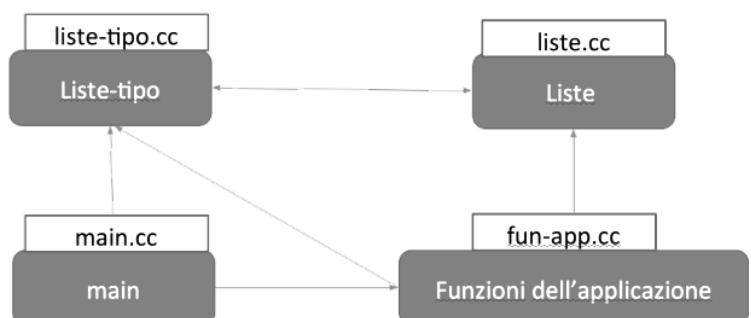 liste-tipo.cc
Liste-tipo
liste.cc
Liste
main.cc
main
fun-app.cc
Funzioni dell’applicazione